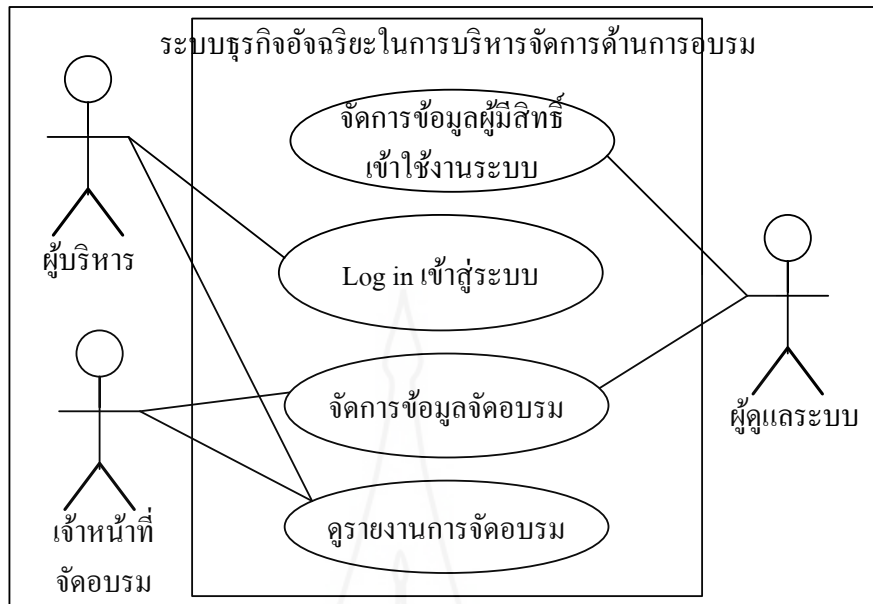 ระบบธุรกิจอัจฉริยะในการบริหารจัดการด้านการอบรม
จัดการข้อมูลผู้มีสิทธิ์
เข้าใช้งานระบบ
ผู้บริหาร
Log in เข้าสู่ระบบ
จัดการข้อมูลจัดอบรม
ผู้ดูแลระบบ
ดูรายงานการจัดอบรม
เจ้าหน้าที่
จัดอบรม